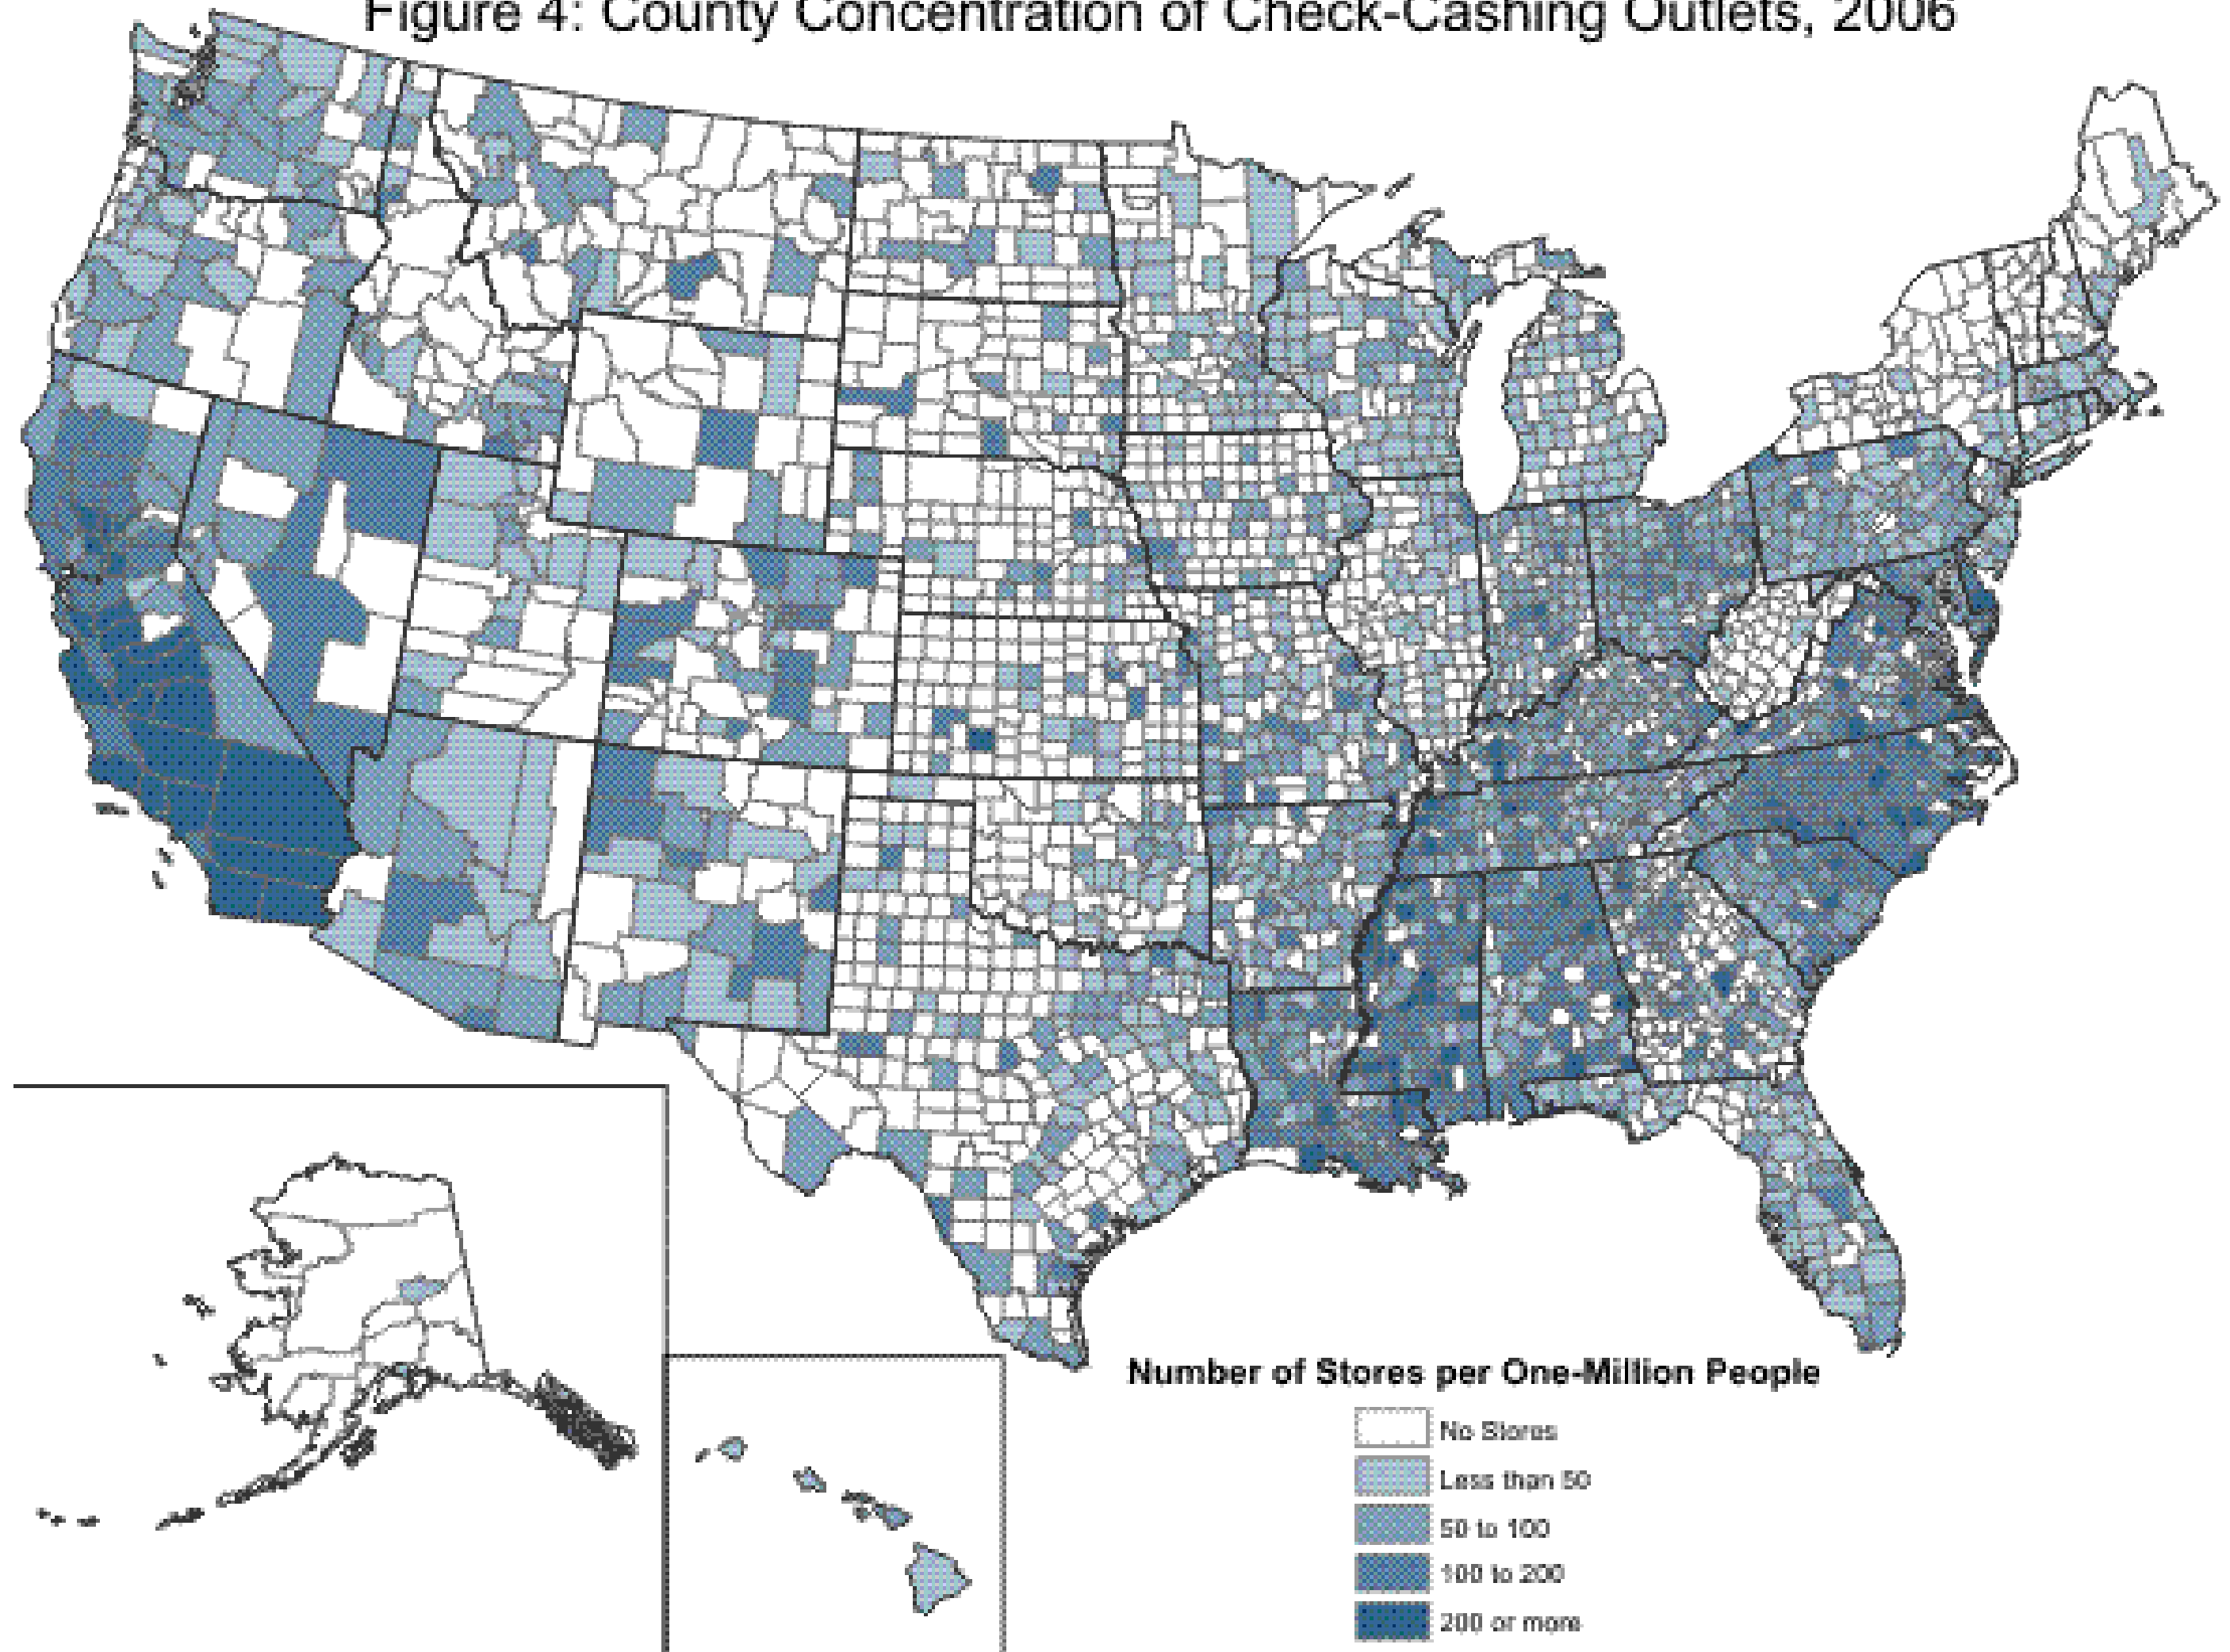 Figure 4: County Concentration of Check-Cashing Outlets, 2006
Number of Stores per One-Million People
No Stores
Less than 50
50 to 100
100 to 200
200 or more